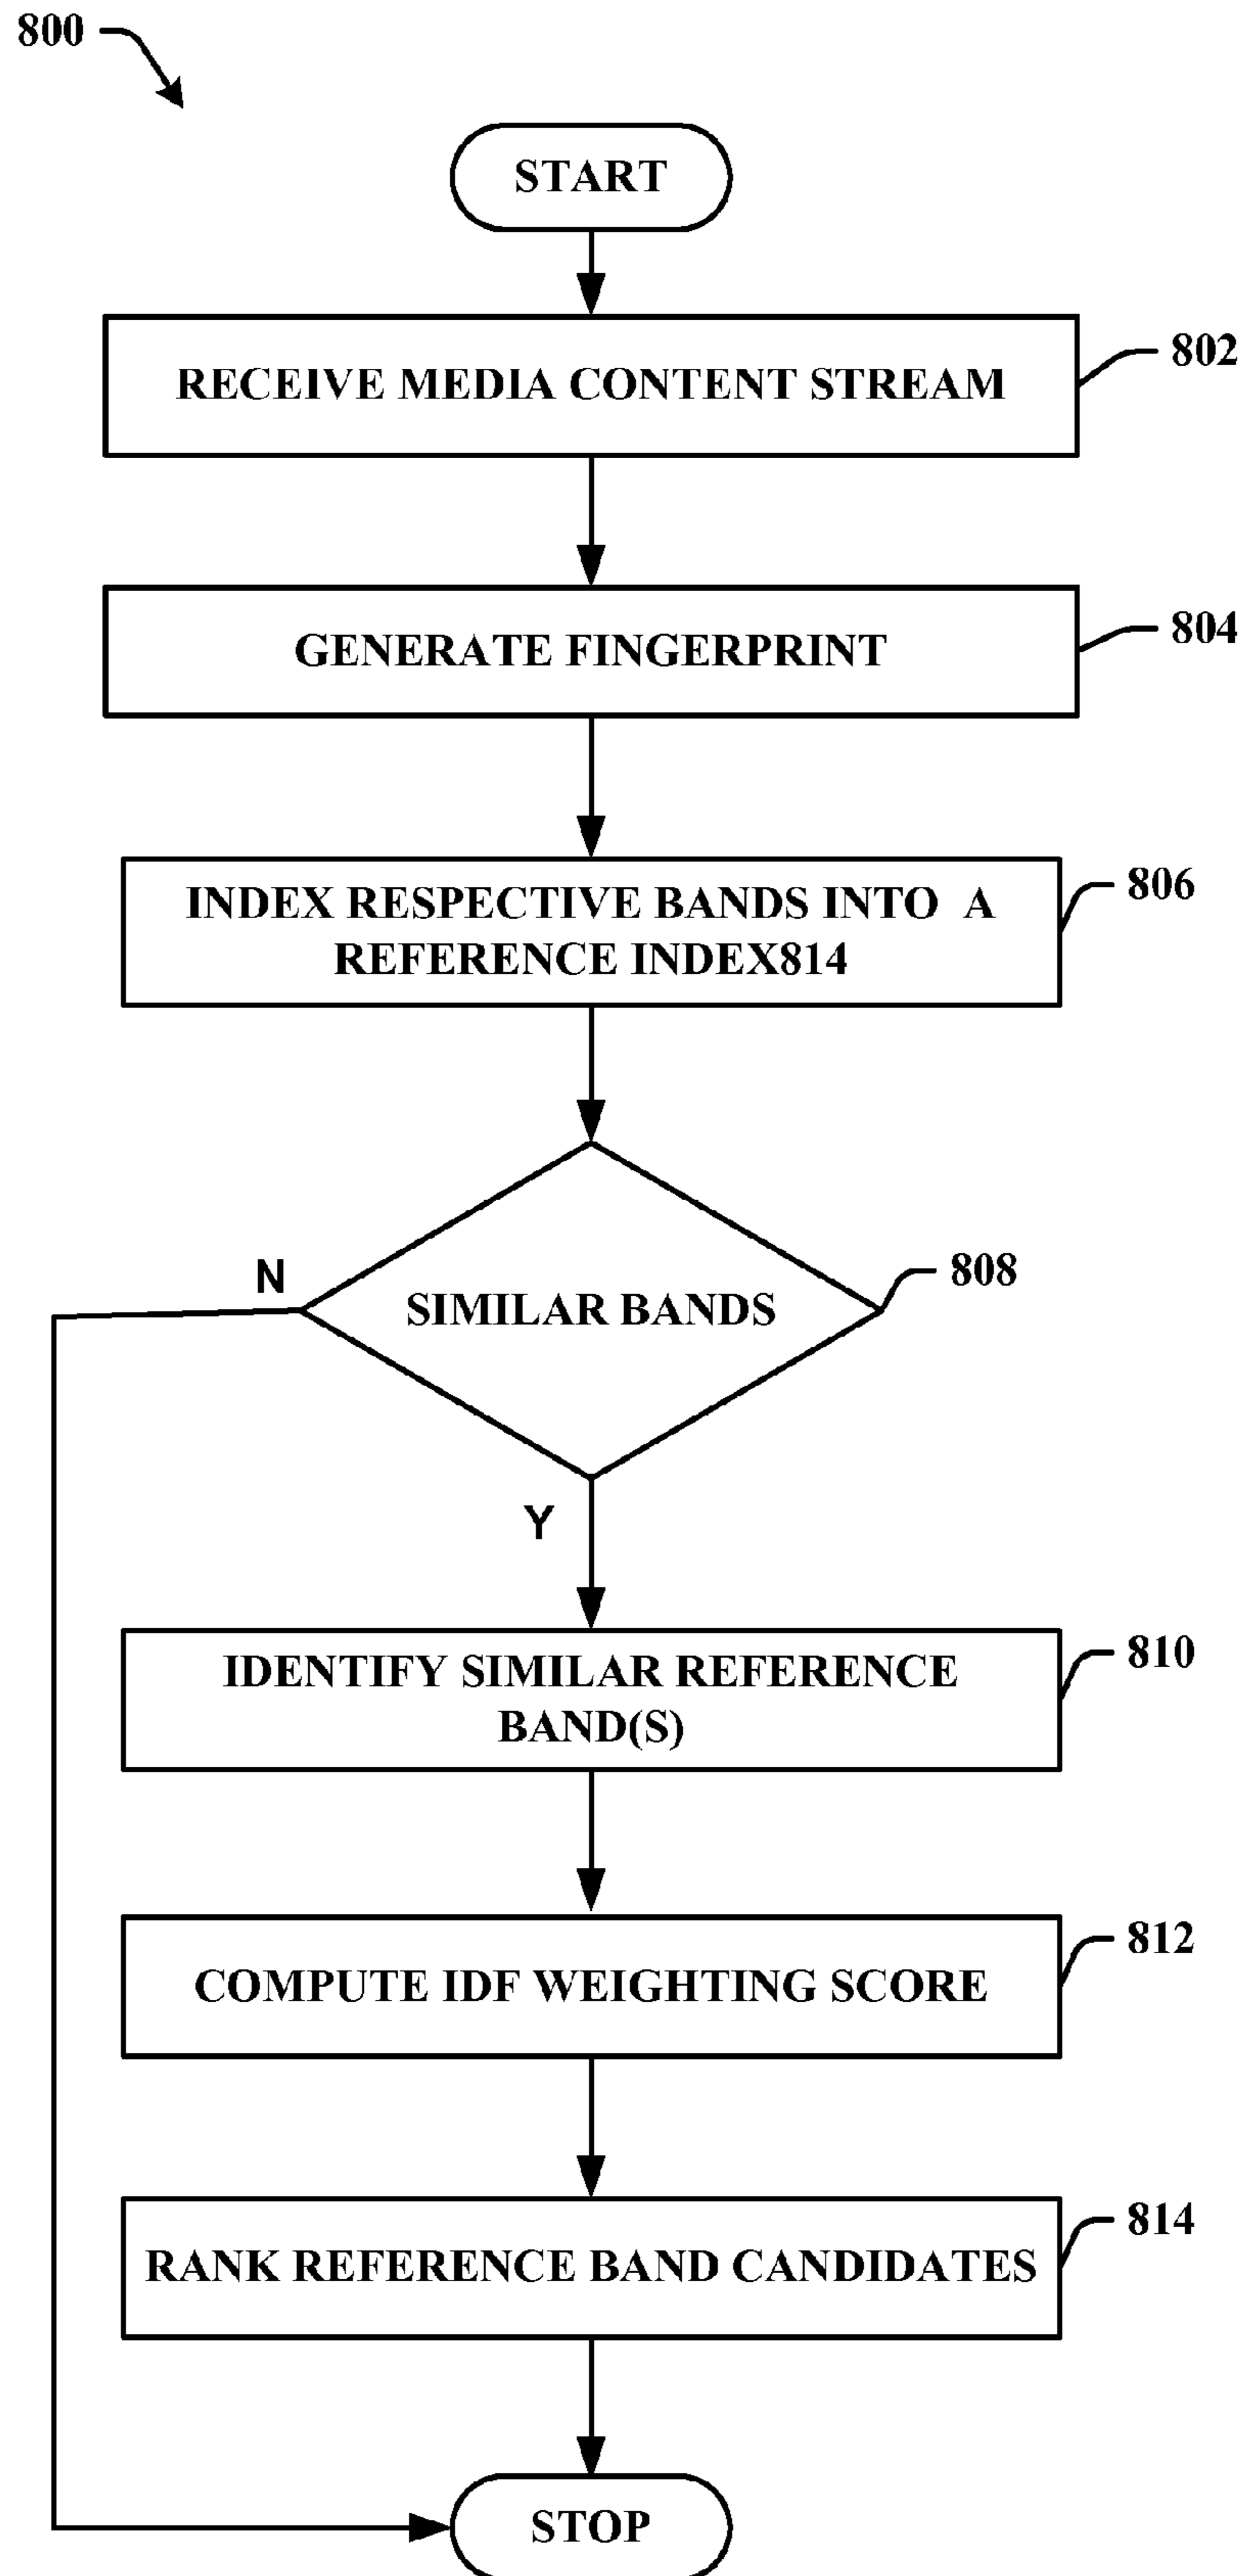 800
START
RECEIVE MEDIA CONTENT STREAM
802
GENERATE FINGERPRINT
804
INDEX RESPECTIVE BANDS INTO A
REFERENCE INDEX814
806
SIMILAR BANDS
808
N
Y
IDENTIFY SIMILAR REFERENCE
BAND(S)
810
COMPUTE IDF WEIGHTING SCORE
812
RANK REFERENCE BAND CANDIDATES
814
STOP